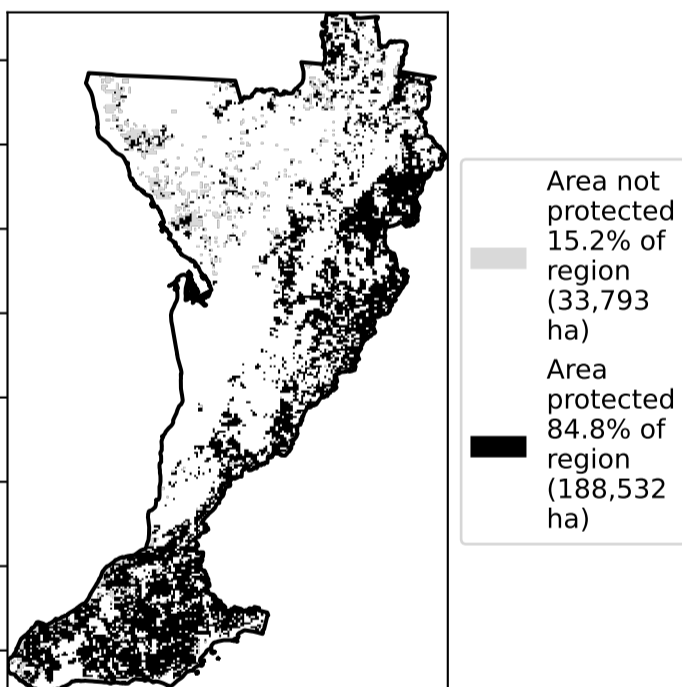 Area not
protected
15.2% of
region
(33,793
ha)
Area
protected
84.8% of
region
(188,532
ha)